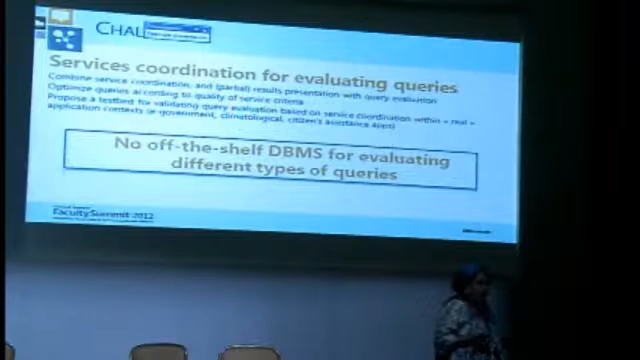 CHAL
Services coordination for evaluating queries
Combine service coordination, and (partial) results presentation with query evaluation
Optimize queries according to quality of service criteria
Propose a testbed for validating query evaluation based on service coordination within « real »
application contexts (e government, climatological, citizen's assistance apps)
No off-the-shelf DBMS for evaluating
different types of queries
Faculty Summit 2012